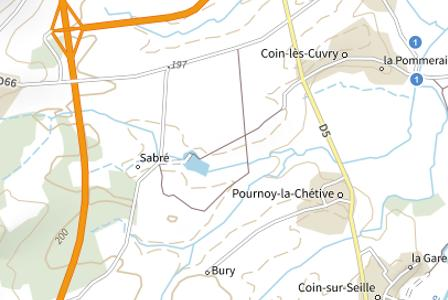 Coin-lès-Cuvry
1
la Pommerai
1
D66
197
D5
Sabré
Pournoy-la-Chétive
200
Bury
la Gare
Coin-sur-Seille